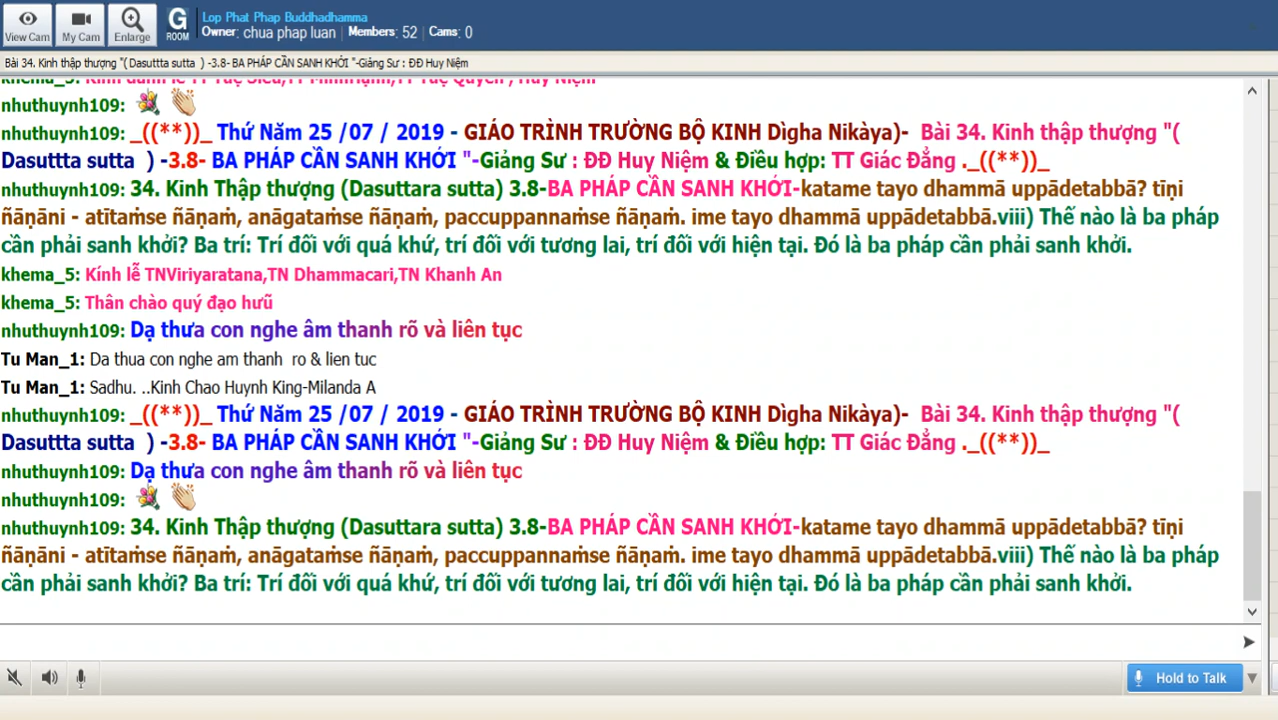 View Cam
My Cam
Enlarge
G
ROOM
Lop Phat Phap Buddhadhamma
Owner: chua phap luan | Members: 52 | Cams: 0
Bài 34. Kinh thập thượng "(Dasuttta sutta ) -3.8- BA PHÁP CẦN SANH KHỞI "-Giảng Sư : ĐĐ Huy Niệm
nhuthuynh109:
nhuthuynh109: _((**))_ Thứ Năm 25 /07 / 2019 - GIÁO TRÌNH TRƯỜNG BỘ KINH Dìgha Nikàya)- Bài 34. Kinh thập thượng "(
Dasuttta sutta ) -3.8- BA PHÁP CẦN SANH KHỞI "-Giảng Sư : ĐĐ Huy Niệm & Điều hợp: TT Giác Đẳng ._((**))_
nhuthuynh109: 34. Kinh Thập thượng (Dasuttara sutta) 3.8-BA PHÁP CẦN SANH KHỞI-katame tayo dhammā uppādetabbā? tīṇi
ñāṇāni - atītaṁse ñāṇaṁ, anāgataṁse ñāṇaṁ, paccuppannaṁse ñāṇaṁ. ime tayo dhammā uppādetabbā.viii) Thế nào là ba pháp
cần phải sanh khởi? Ba trí: Trí đối với quá khứ, trí đối với tương lai, trí đối với hiện tại. Đó là ba pháp cần phải sanh khởi.
khema_5: Kính lễ TNViriyaratana,TN Dhammacari,TN Khanh An
khema_5: Thân chào quý đạo hưũ
nhuthuynh109: Dạ thưa con nghe âm thanh rõ và liên tục
Tu Man_1: Da thua con nghe am thanh ro & lien tuc
Tu Man_1: Sadhu. ..Kinh Chao Huynh King-Milanda A
nhuthuynh109: _((**))_ Thứ Năm 25 /07 / 2019 - GIÁO TRÌNH TRƯỜNG BỘ KINH Dìgha Nikàya)- Bài 34. Kinh thập thượng "(
Dasuttta sutta ) -3.8- BA PHÁP CẦN SANH KHỞI "-Giảng Sư : ĐĐ Huy Niệm & Điều hợp: TT Giác Đẳng ._((**))_
nhuthuynh109: Dạ thưa con nghe âm thanh rõ và liên tục
nhuthuynh109:
nhuthuynh109: 34. Kinh Thập thượng (Dasuttara sutta) 3.8-BA PHÁP CẦN SANH KHỞI-katame tayo dhammā uppādetabbā? tīṇi
ñāṇāni - atītaṁse ñāṇaṁ, anāgataṁse ñāṇaṁ, paccuppannaṁse ñāṇaṁ. ime tayo dhammā uppādetabbā.viii) Thế nào là ba pháp
cần phải sanh khởi? Ba trí: Trí đối với quá khứ, trí đối với tương lai, trí đối với hiện tại. Đó là ba pháp cần phải sanh khởi.
Hold to Talk